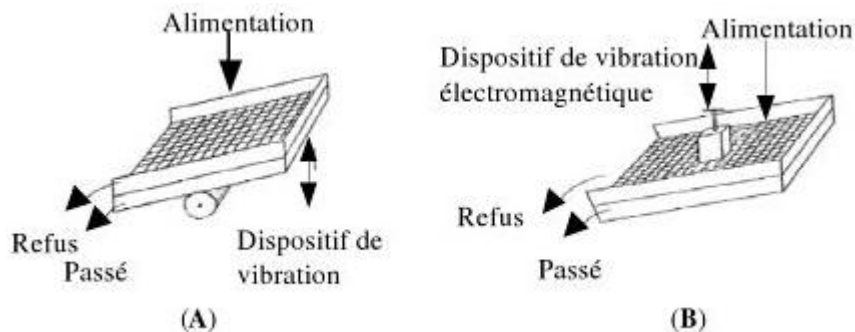 Alimentation
Refus
Passé
Dispositif de
vibration
(A)
Alimentation
Dispositif de vibration
électromagnétique
Refus
Passé
(B)